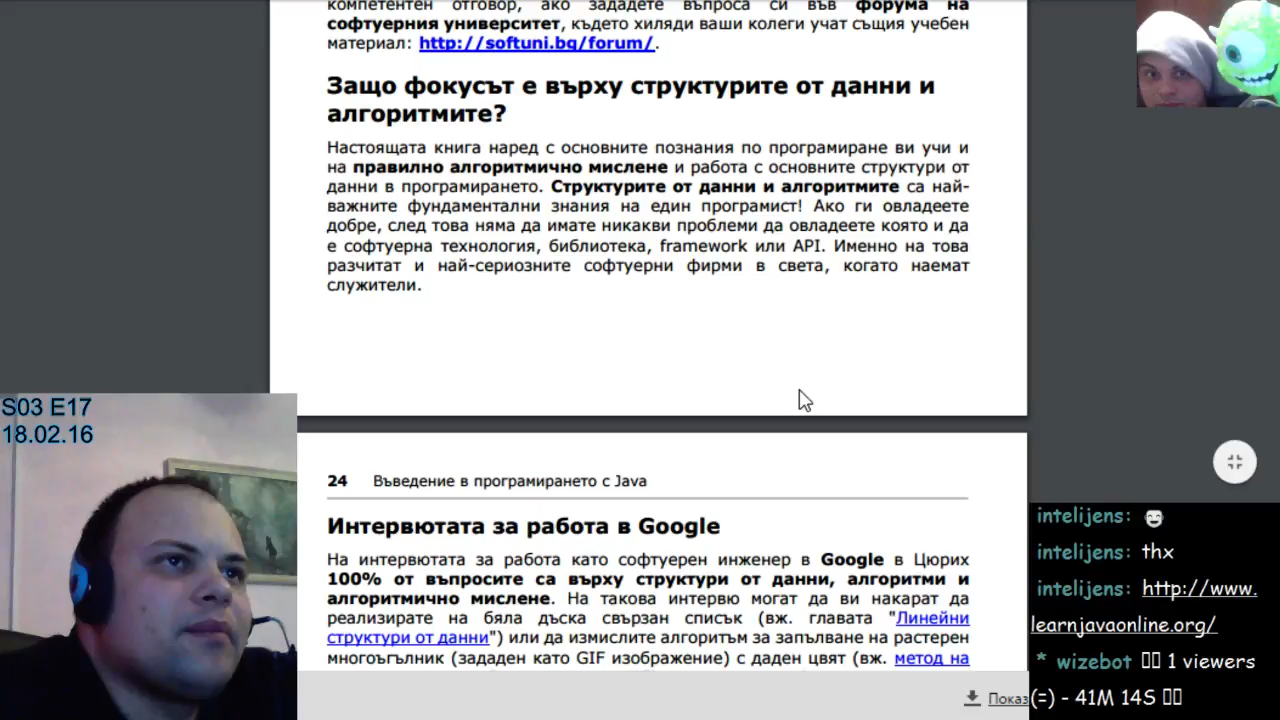 компетентен отговор, ако зададете въпроса си във форума на
софтуерния университет, където хиляди ваши колеги учат същия учебен
материал: http://softuni.bg/forum/.
Защо фокусът е върху структурите от данни и
алгоритмите?
Настоящата книга наред с основните познания по програмиране ви учи и
на правилно алгоритмично мислене и работа с основните структури от
данни в програмирането. Структурите от данни и алгоритмите са най-
важните фундаментални знания на един програмист! Ако ги овладеете
добре, след това няма да имате никакви проблеми да овладеете която и да
е софтуерна технология, библиотека, framework или API. Именно на това
разчитат и най-сериозните софтуерни фирми в света, когато наемат
служители.
24 Въведение в програмирането с Java
Интервютата за работа в Google
На интервютата за работа като софтуерен инженер в Google в Цюрих
100% от въпросите са върху структури от данни, алгоритми и
алгоритмично мислене. На такова интервю могат да ви накарат да
реализирате на бяла дъска свързан списък (вж. главата "Линейни
структури от данни") или да измислите алгоритъм за запълване на растерен
многоъгълник (зададен като GIF изображение) с даден цвят (вж. метод на
Показ
S03 E17
18.02.16
intelijens:
intelijens: thx
intelijens: http://www.
learnjavaonline.org/
* wizebot 1 viewers
(=) - 41M 14S